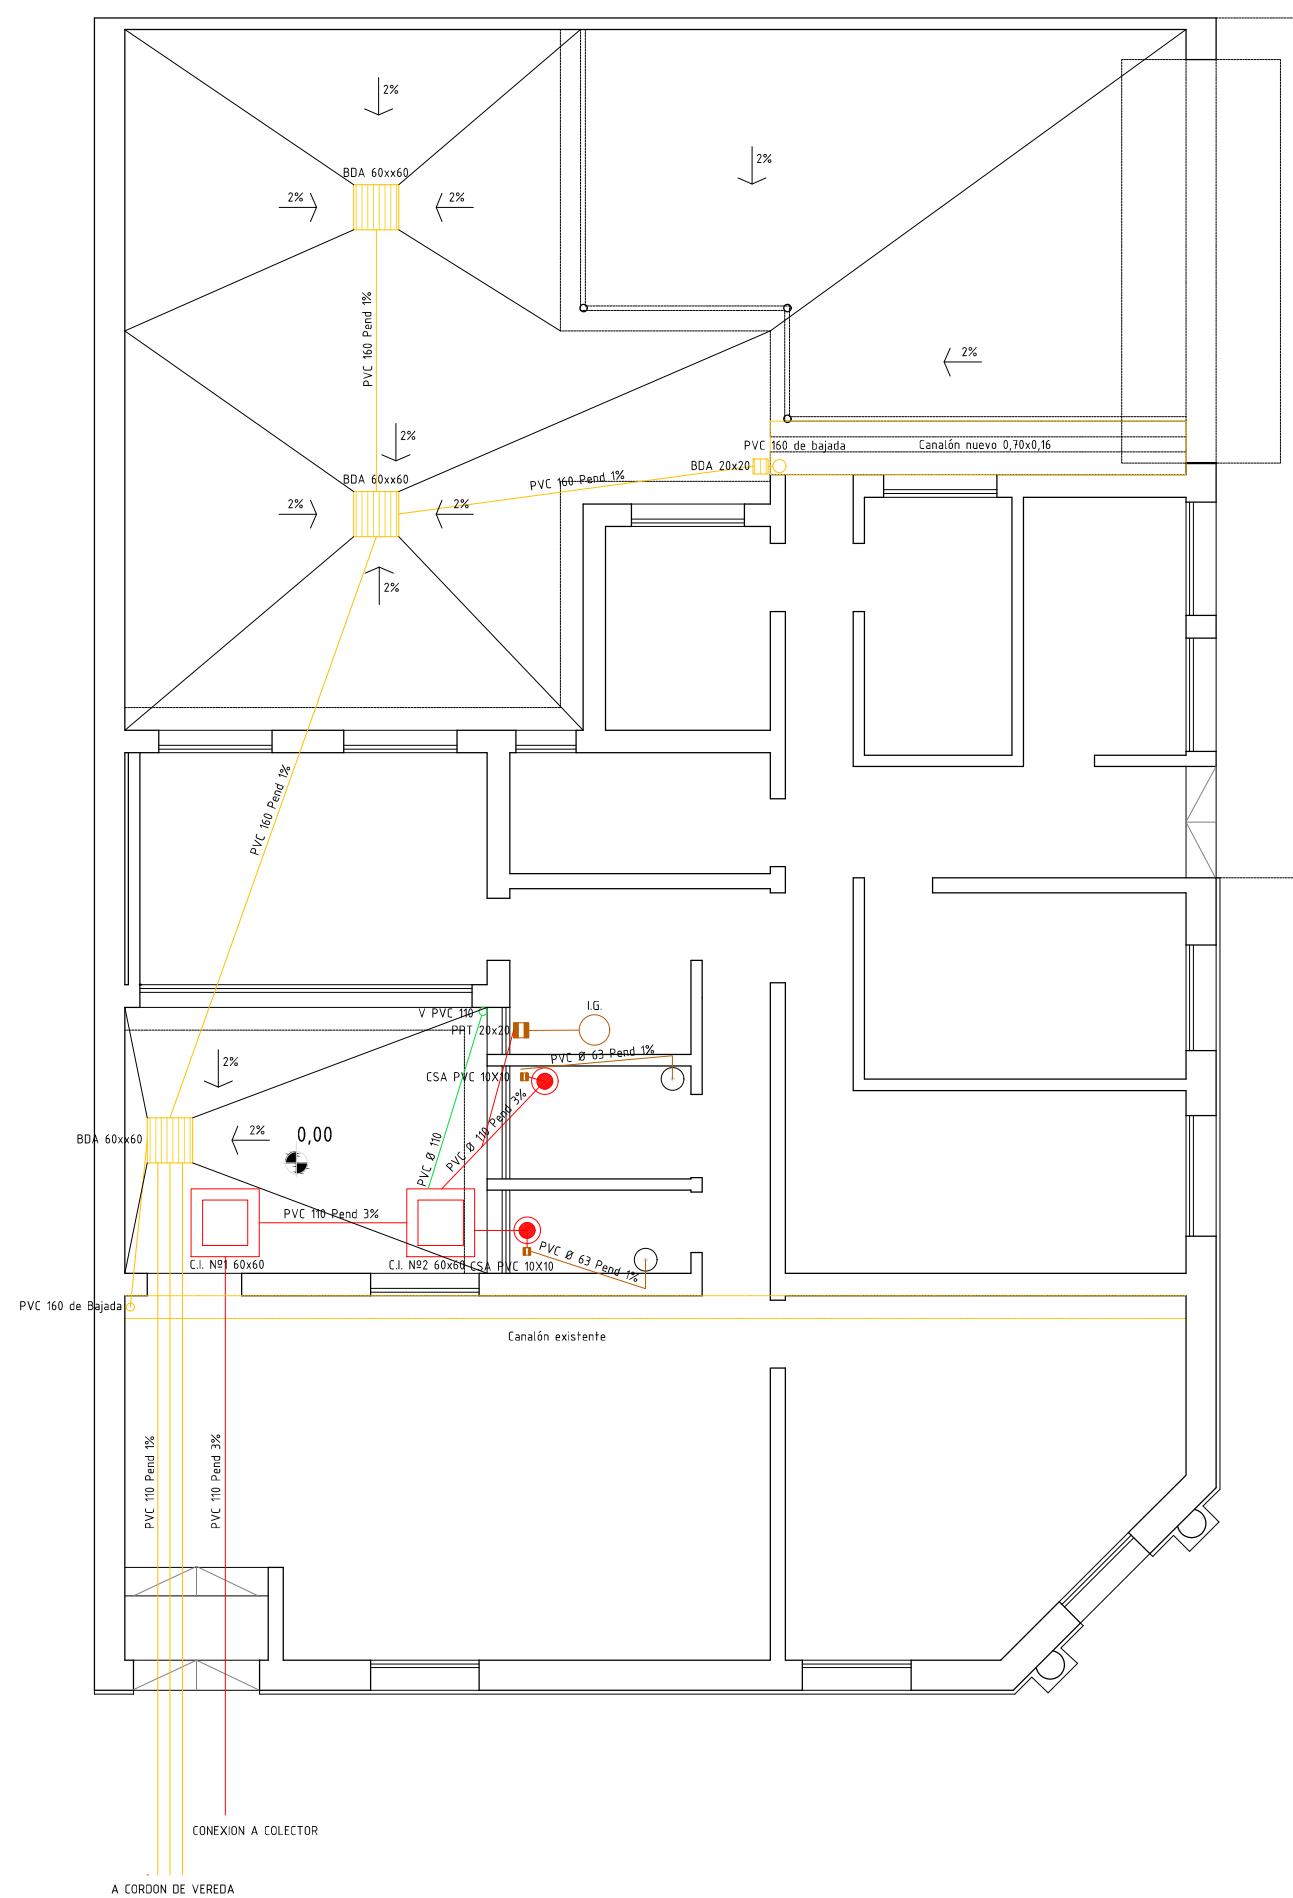 2%
2%
BDA 60xx60
2%
2%
PVC 160 Pend 1%
2%
2%
PVC 160 de bajada
Canalón nuevo 0,70x0,16
BDA 20x20
BDA 60xx60
PVC 160 Pend 1%
2%
2%
2%
PVC 160 Pend 1%
I.G.
V PVC 110
PPT 20x20
PVC Ø 63 Pend 1%
2%
CSA PVC 10X10
PVC Ø 110 Pend 3%
PVC Ø 110
BDA 60xx60
2%
0,00
PVC 110 Pend 3%
PVC Ø 63 Pend 1%
C.I. Nº1 60x60
C.I. Nº2 60x60
CSA PVC 10X10
PVC 160 de Bajada
Canalón existente
PVC 110 Pend 1%
PVC 110 Pend 3%
CONEXION A COLECTOR
A CORDON DE VEREDA